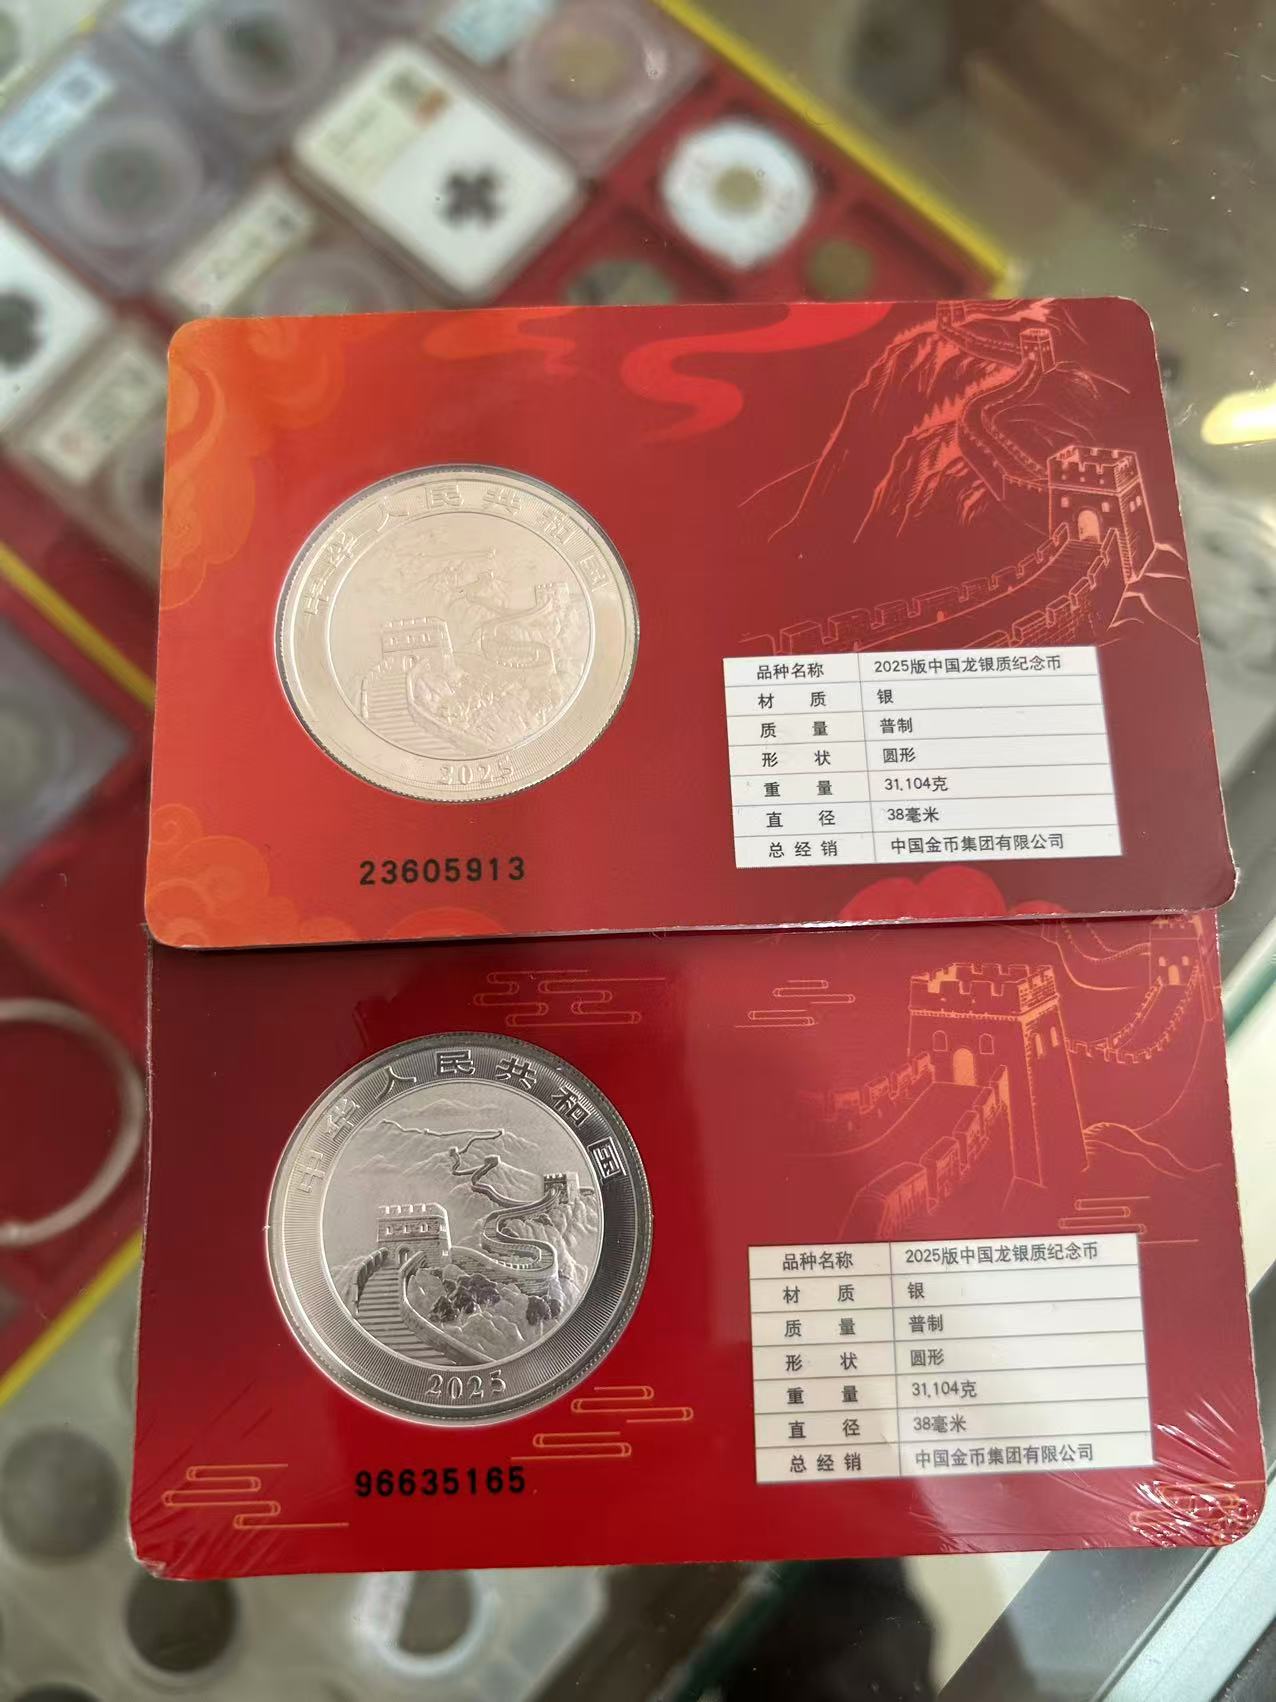 中华人民共和国
2025
23605913
品种名称 2025版中国龙银质纪念币
材 质 银
质 量 普制
形 状 圆形
重 量 31.104克
直 径 38毫米
总经销 中国金币集团有限公司
中华人民共和国
2025
96635165
品种名称 2025版中国龙银质纪念币
材 质 银
质 量 普制
形 状 圆形
重 量 31.104克
直 径 38毫米
总经销 中国金币集团有限公司